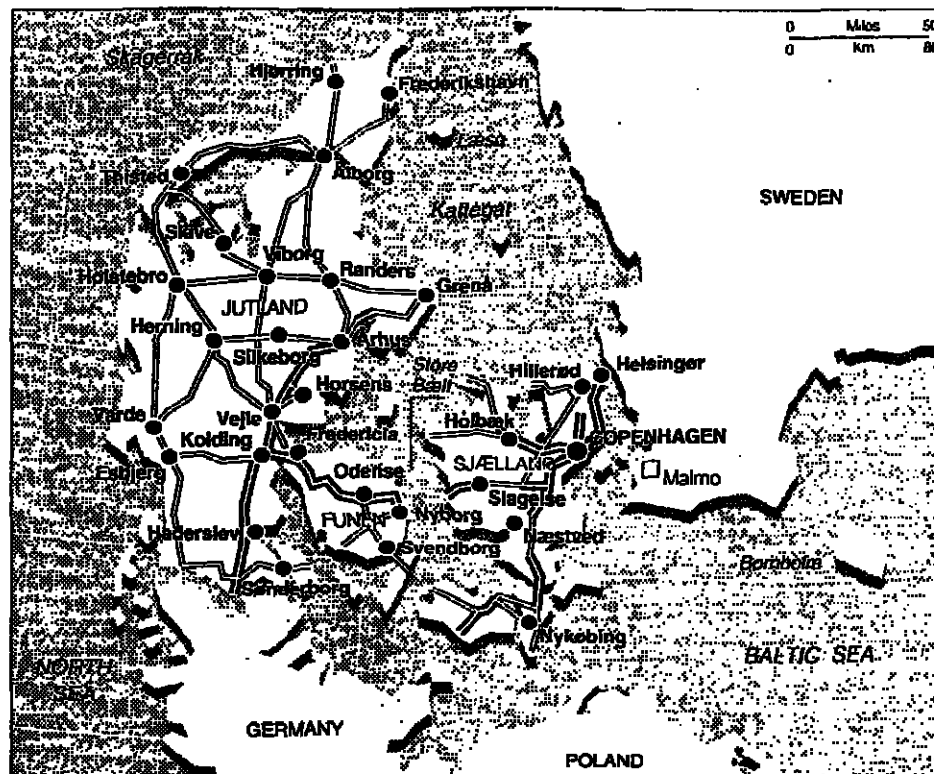 0 Miles 50
0 Km 80
Skagerrak
Hjørring
Frederikshavn
Læsø
Thisted
Alborg
SWEDEN
Kattegat
Skive
Viborg
Holstebro
Randers
Grenå
JUTLAND
Herning
Århus
Silkeborg
Store
Bælt
Hillerød
Helsingør
Horsens
Varde
Vejle
Holbæk
COPENHAGEN
Kolding
Fredericia
SJÆLLAND
Malmo
Esbjerg
Odense
Slagelse
Nyborg
FUNEN
Næstved
Haderslev
Svendborg
Bornholm
Sønderborg
Nykøbing
NORTH
SEA
BALTIC SEA
GERMANY
POLAND